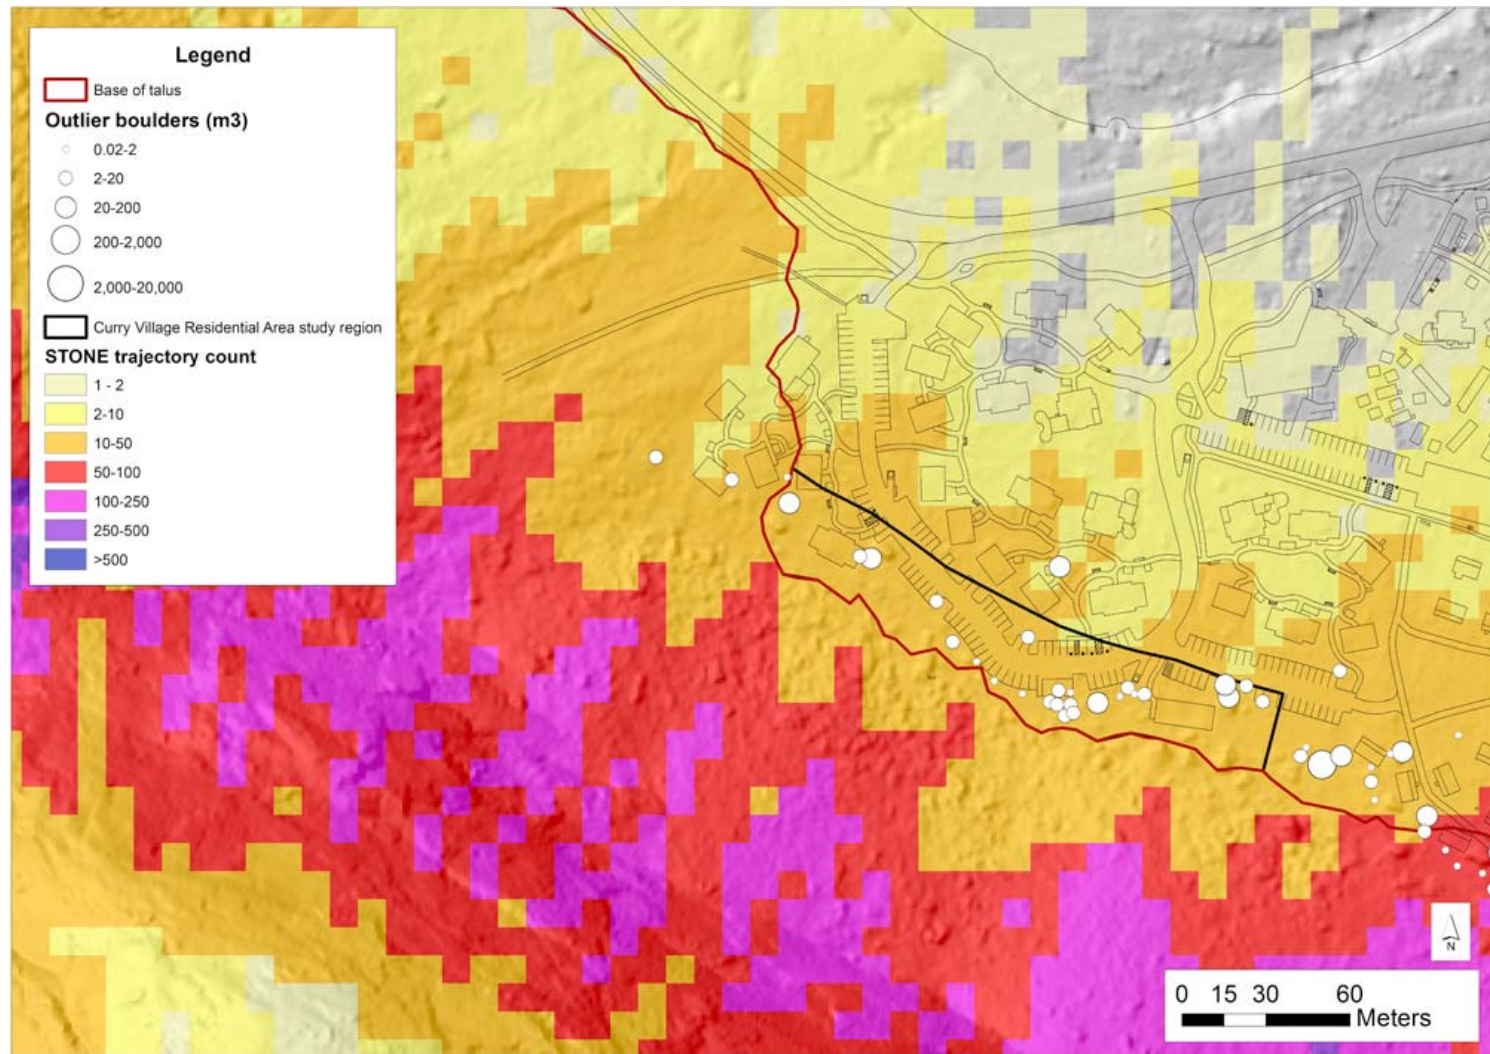 Legend
Base of talus
Outlier boulders (m3)
0.02-2
2-20
20-200
200-2,000
2,000-20,000
Curry Village Residential Area study region
STONE trajectory count
1 - 2
2-10
10-50
50-100
100-250
250-500
>500
N
0 15 30 60
Meters